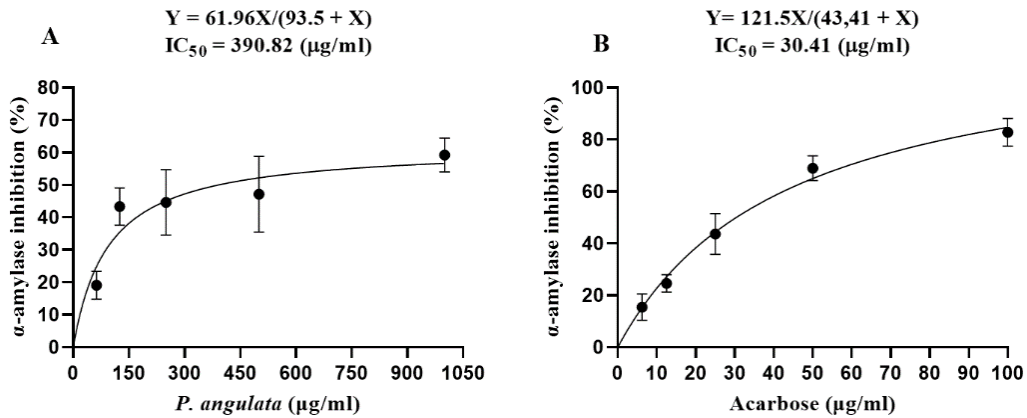 A
Y = 61.96X/(93.5 + X)
IC50 = 390.82 (μg/ml)
α-amylase inhibition (%)
80
70
60
50
40
30
20
10
0
0 150 300 450 600 750 900 1050
P. angulata (μg/ml)
B
Y= 121.5X/(43,41 + X)
IC50 = 30.41 (μg/ml)
α-amylase inhibition (%)
100
80
60
40
20
0
0 10 20 30 40 50 60 70 80 90 100
Acarbose (μg/ml)